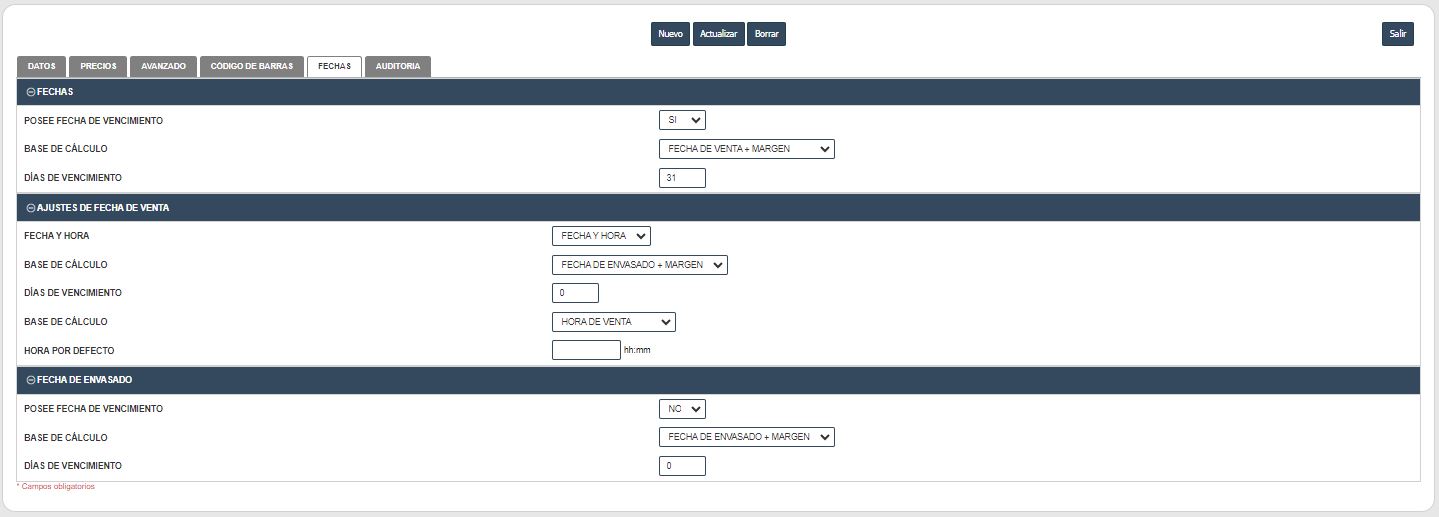 Nuevo Actualizar Borrar Salir
DATOS PRECIOS AVANZADO CÓDIGO DE BARRAS FECHAS AUDITORIA
FECHAS
POSEE FECHA DE VENCIMIENTO SI
BASE DE CÁLCULO FECHA DE VENTA + MARGEN
DÍAS DE VENCIMIENTO 31
AJUSTES DE FECHA DE VENTA
FECHA Y HORA FECHA Y HORA
BASE DE CÁLCULO FECHA DE ENVASADO + MARGEN
DÍAS DE VENCIMIENTO 0
BASE DE CÁLCULO HORA DE VENTA
HORA POR DEFECTO hh:mm
FECHA DE ENVASADO
POSEE FECHA DE VENCIMIENTO NO
BASE DE CÁLCULO FECHA DE ENVASADO + MARGEN
DÍAS DE VENCIMIENTO 0
* Campos obligatorios